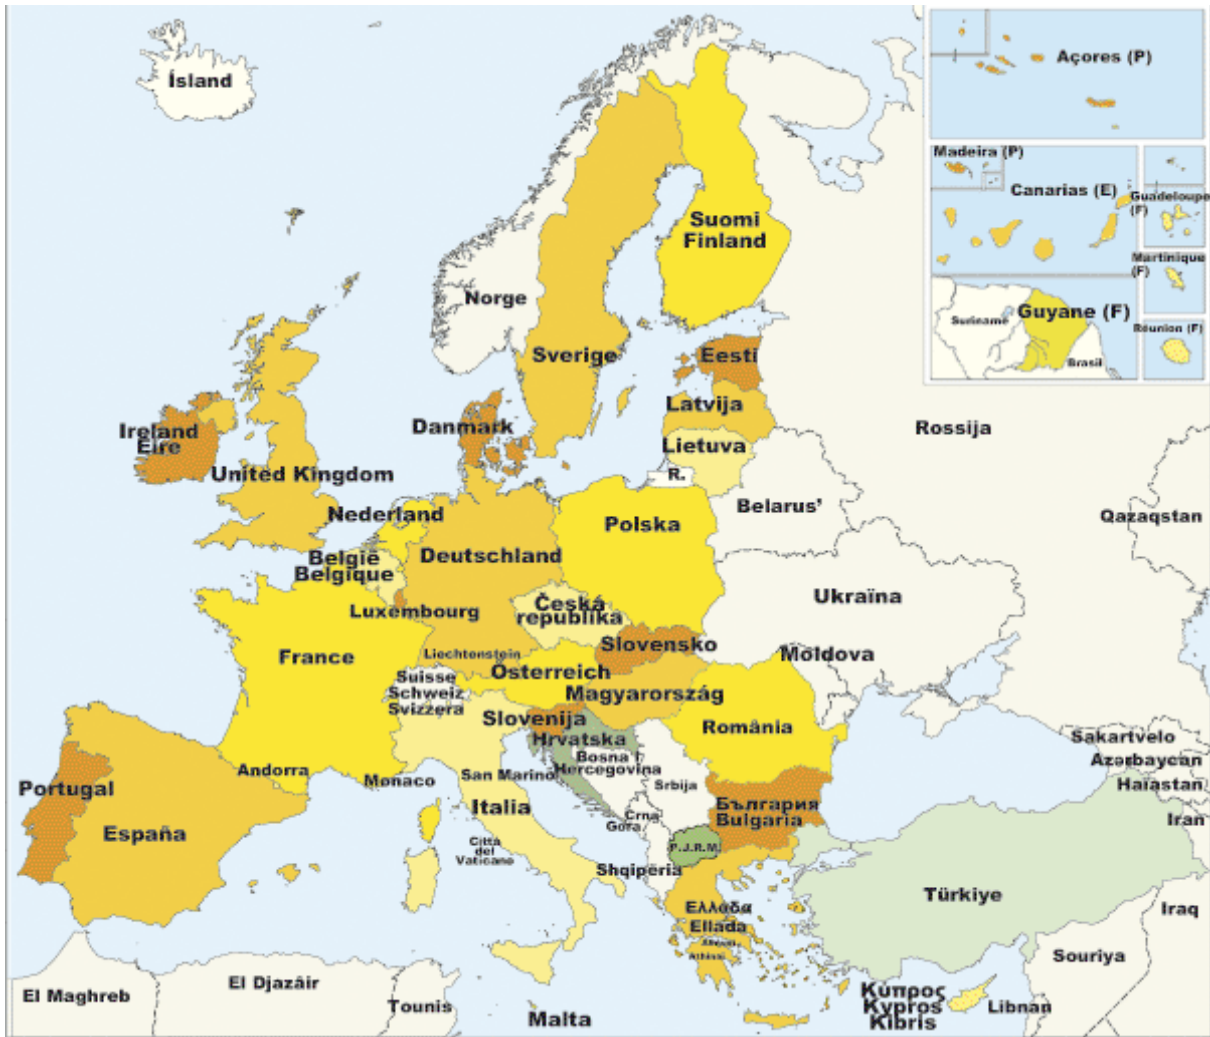 Ísland
Açores (P)
Madeira (P)
Canarias (E)
Guadeloupe
(F)
Martinique
(F)
Guyane (F)
Suriname
Brasil
Réunion (F)
Suomi
Finland
Norge
Sverige
Eesti
Latvija
Lietuva
R.
Danmark
Ireland
Eire
United Kingdom
Rossija
Belarus'
Qazaqstan
Nederland
Polska
België
Belgique
Deutschland
Luxembourg
Česká
republika
Ukraïna
Slovensko
Moldova
France
Liechtenstein
Österreich
Suisse
Schweiz
Svizzera
Magyarország
Slovenija
România
Hrvatska
Bosna I
Hercegovina
Sakartvelo
Azərbaycan
Haïastan
Iran
Andorra
Monaco
San Marino
Srbija
Portugal
España
Italia
Crna
Gora
България
Bulgaria
Città
del
Vaticano
P.J.R.M.
Shqipëria
Türkiye
Iraq
Ελλάδα
Ellada
Souriya
El Maghreb
El Djazâir
Tounis
Malta
Κύπρος
Kypros
Kibris
Libnan